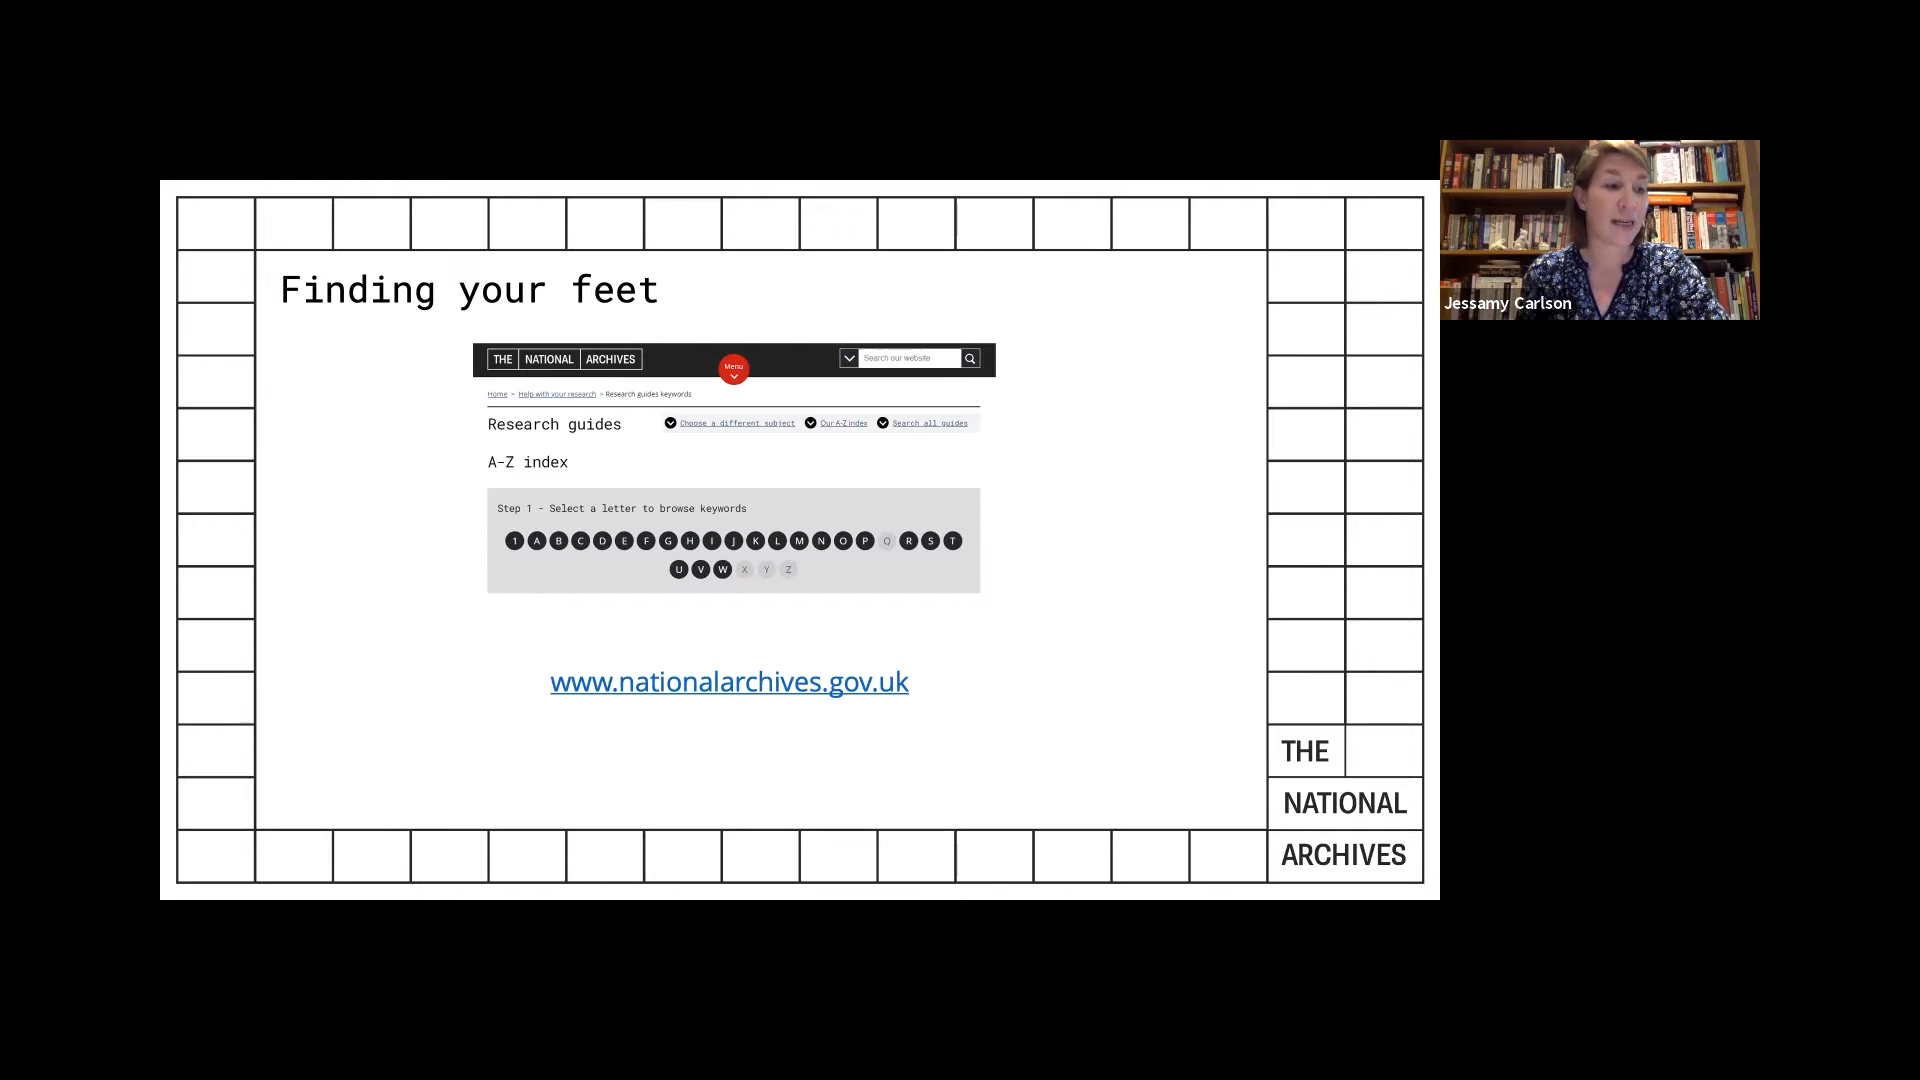 Finding your feet
THE NATIONAL ARCHIVES
Menu
Search our website
Home > Help with your research > Research guides keywords
Research guides
Choose a different subject
Our A-Z index
Search all guides
A-Z index
Step 1 - Select a letter to browse keywords
1 A B C D E F G H I J K L M N O P Q R S T
U V W X Y Z
www.nationalarchives.gov.uk
THE
NATIONAL
ARCHIVES
Jessamy Carlson